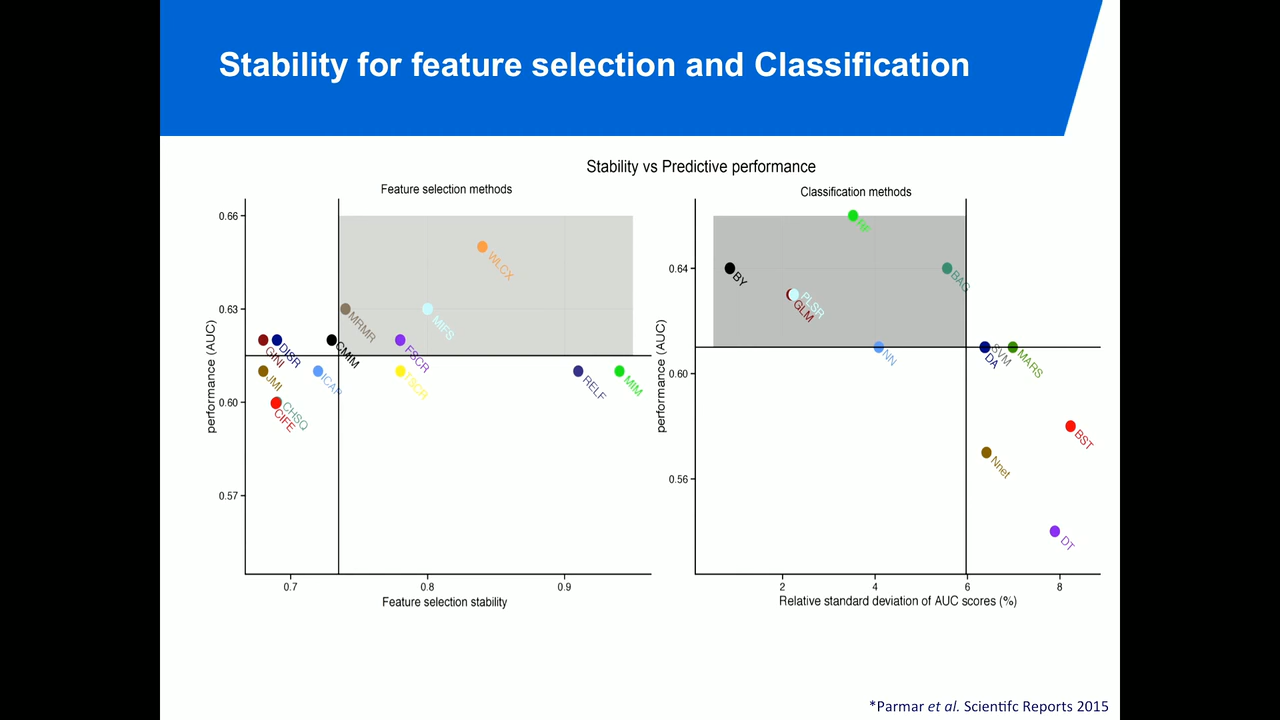 Stability for feature selection and Classification
Stability vs Predictive performance
Feature selection methods
performance (AUC)
0.66
0.63
0.60
0.57
WLCX
MRMR
MIFS
GINI
DISR
CMIM
FSCR
JMI
ICAP
TSCR
RELF
MIM
CHSQ
CIFE
0.7
0.8
0.9
Feature selection stability
Classification methods
performance (AUC)
0.64
0.60
0.56
RF
BY
BAG
PLSR
GLM
NN
SVM
DA
MARS
BST
Nnet
DT
2
4
6
8
Relative standard deviation of AUC scores (%)
*Parmar et al. Scientifc Reports 2015